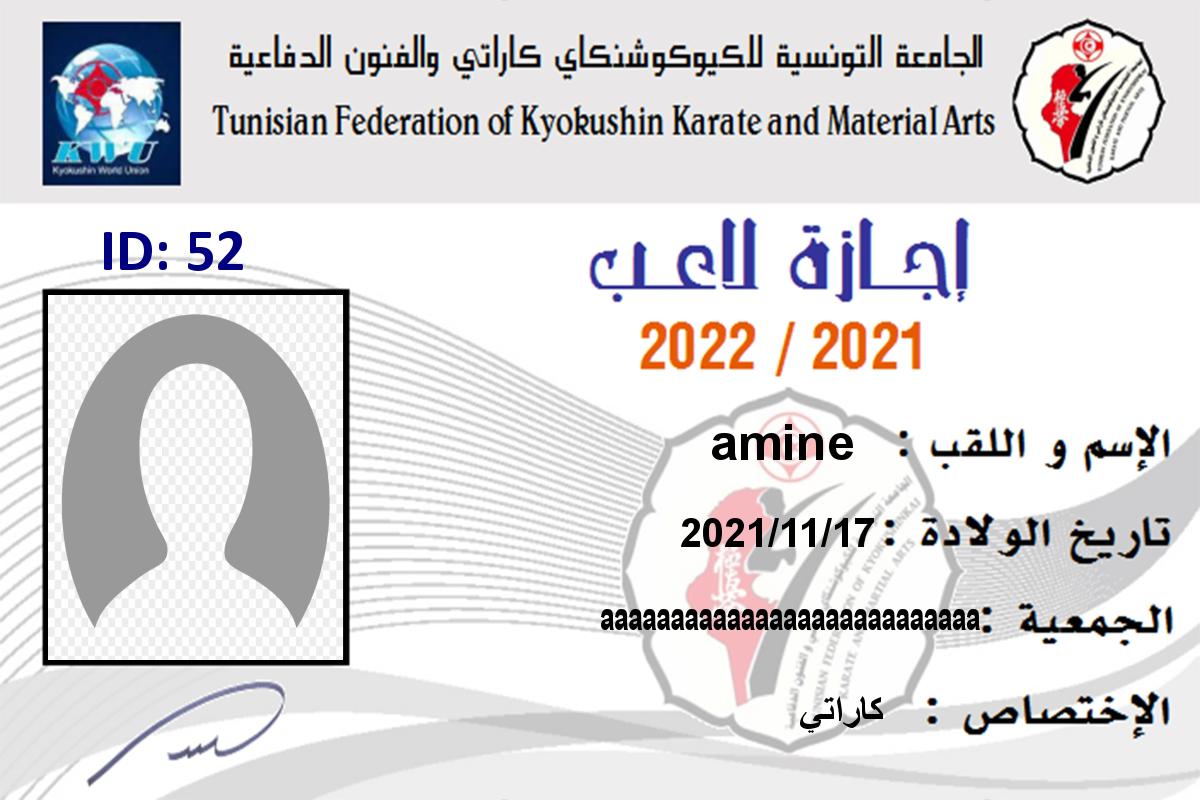 الجامعة التونسية للكيوكوشنكاي كاراتي والفنون الدفاعية
Tunisian Federation of Kyokushin Karate and Material Arts
KWU
Kyokushin World Union
ID: 52
إجازة لاعب
2022 / 2021
الإسم و اللقب : amine
تاريخ الولادة : 2021/11/17
الجمعية : aaaaaaaaaaaaaaaaaaaaaaaaaaa
الإختصاص : كاراتي